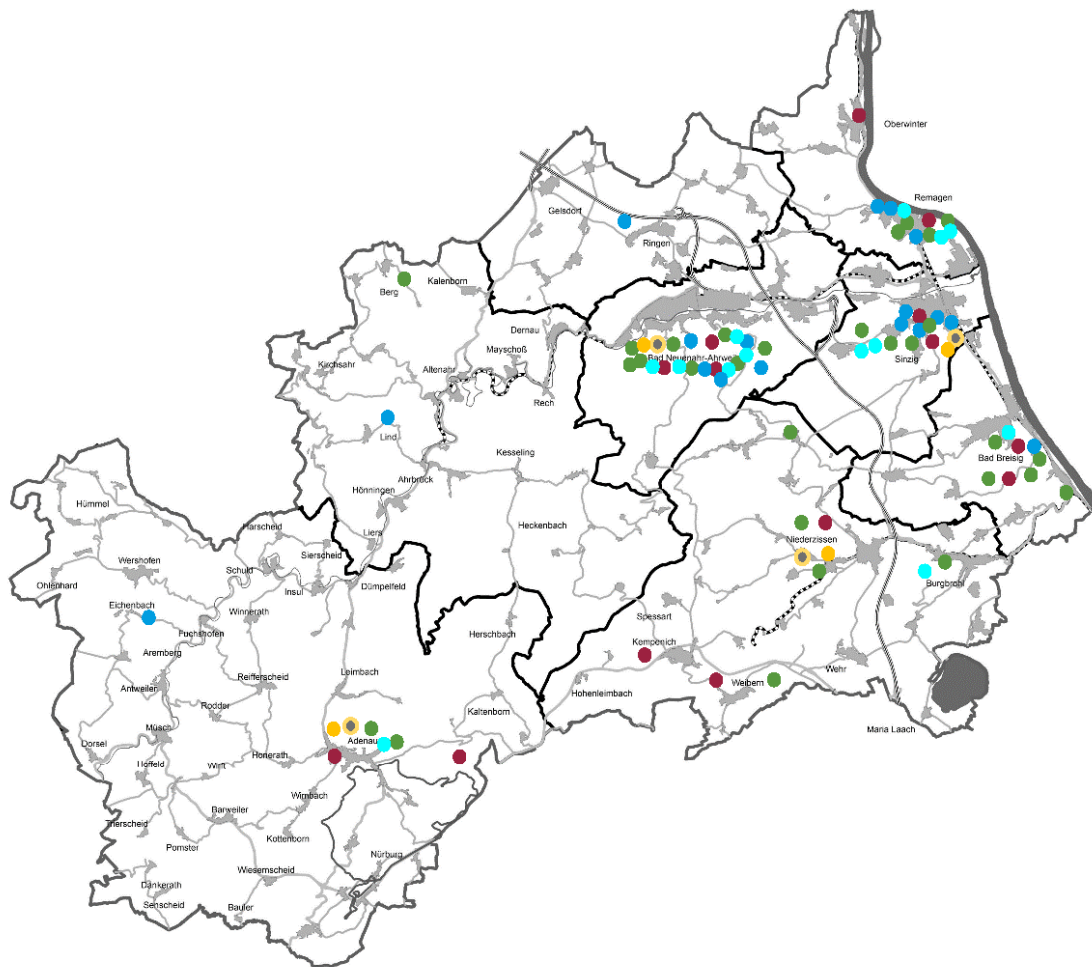 Oberwinter
Remagen
Gelsdorf
Ringen
Berg
Kalenborn
Dernau
Mayschoß
Bad Neuenahr-Ahrwe
Sinzig
Kirchsahr
Altenahr
Rech
Lind
Kesseling
Bad Breisig
Ahrbrück
Hönningen
Hümmel
Heckenbach
Harscheid
Liers
Sierscheid
Niederzissen
Wershofen
Schuld
Ohlenhard
Insul
Dümpelfeld
Burgbrohl
Eichenbach
Winnerath
Fuchshofen
Spessart
Herschbach
Kempenich
Aremberg
Wehr
Leimbach
Reifferscheid
Antweiler
Weibern
Hohenleimbach
Rodder
Kaltenborn
Müsch
Maria Laach
Adenau
Dorsel
Honerath
Hoffeld
Wirft
Wimbach
Barweiler
Trierscheid
Kottenborn
Pomster
Nürburg
Wiesemscheid
Dankerath
Senscheid
Bauler